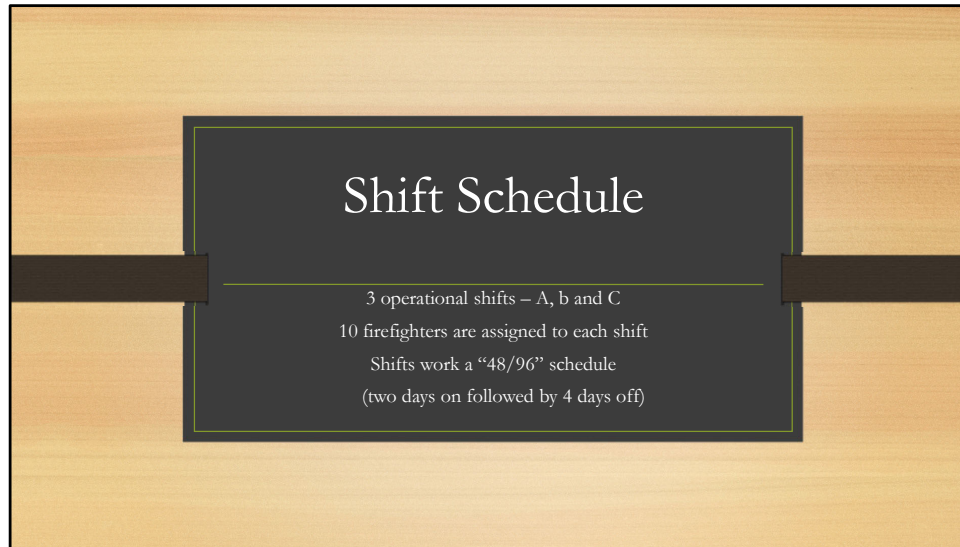 Shift Schedule
3 operational shifts – A, b and C
10 firefighters are assigned to each shift
Shifts work a “48/96” schedule
(two days on followed by 4 days off)